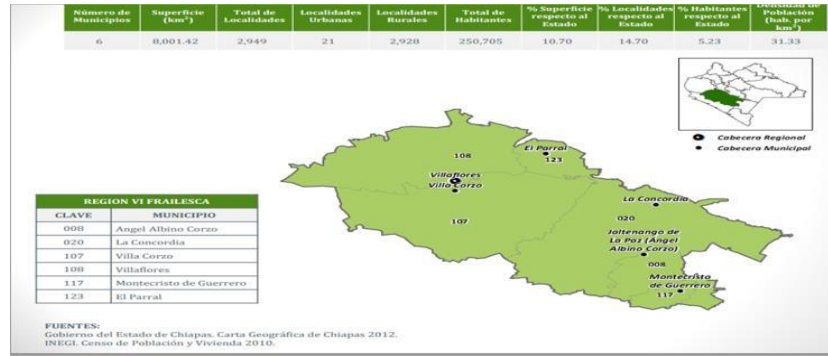 Número de Municipios Superficie (km²) Total de Localidades Localidades Urbanas Localidades Rurales Total de Habitantes % Superficie respecto al Estado % Localidades respecto al Estado % Habitantes respecto al Estado Densidad de Población (hab. por km²)
6 8,001.42 2,949 21 2,928 250,705 10.70 14.70 5.23 31.33
Cabecera Regional
Cabecera Municipal
108
El Parral
123
Villaflores
Villa Corzo
107
La Concordia
020
Jaltenango de
La Paz (Ángel
Albino Corzo)
008
Montecristo
de Guerrero
117
REGION VI FRAILESCA
CLAVE MUNICIPIO
008 Angel Albino Corzo
020 La Concordia
107 Villa Corzo
108 Villaflores
117 Montecristo de Guerrero
123 El Parral
FUENTES:
Gobierno del Estado de Chiapas. Carta Geográfica de Chiapas 2012.
INEGI. Censo de Población y Vivienda 2010.